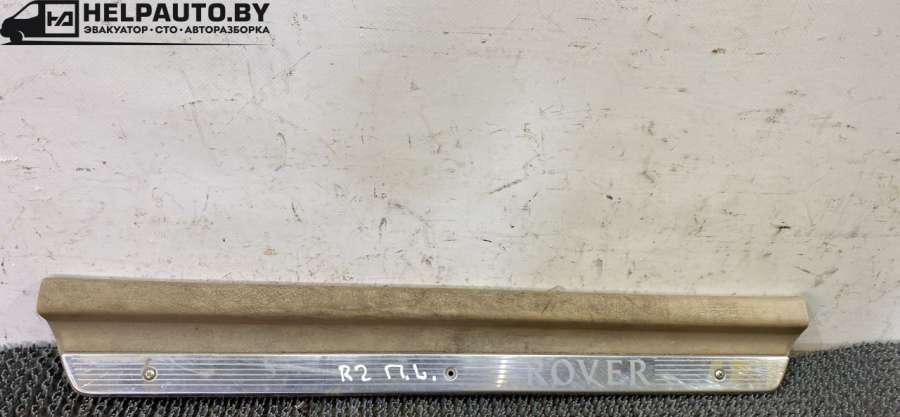 HELPAUTO.BY
ЭВАКУАТОР • СТО • АВТОРАЗБОРКА
R2 П.L. ROVER